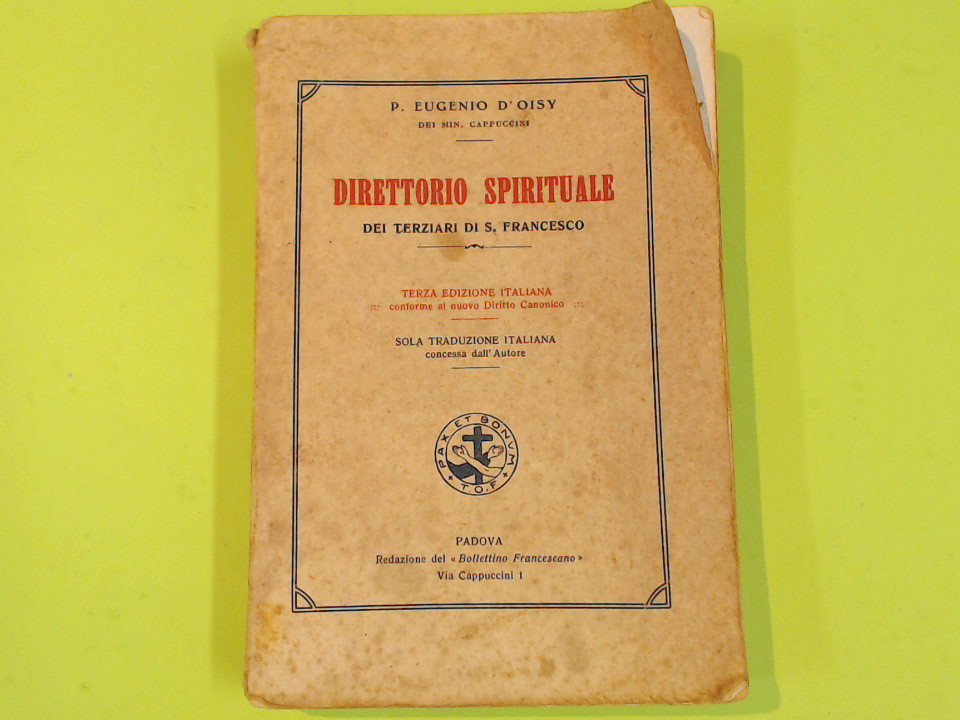 P. EUGENIO D'OISY
DEI MIN. CAPPUCCINI
DIRETTORIO SPIRITUALE
DEI TERZIARI DI S. FRANCESCO
TERZA EDIZIONE ITALIANA
conforme al nuovo Diritto Canonico
SOLA TRADUZIONE ITALIANA
concessa dall'Autore
PAX ET BONVM
T.O.F
PADOVA
Redazione del « Bollettino Francescano »
Via Cappuccini 1